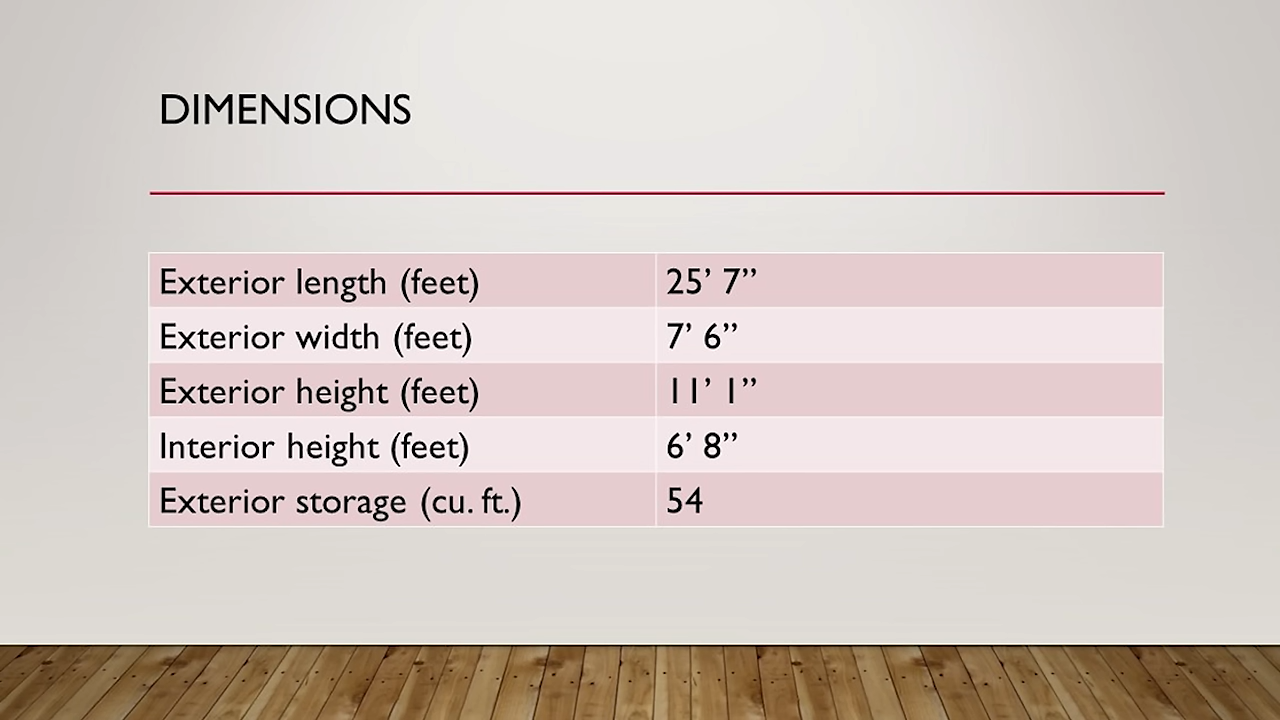 DIMENSIONS
Exterior length (feet) 25’ 7”
Exterior width (feet) 7’ 6”
Exterior height (feet) 11’ 1”
Interior height (feet) 6’ 8”
Exterior storage (cu. ft.) 54